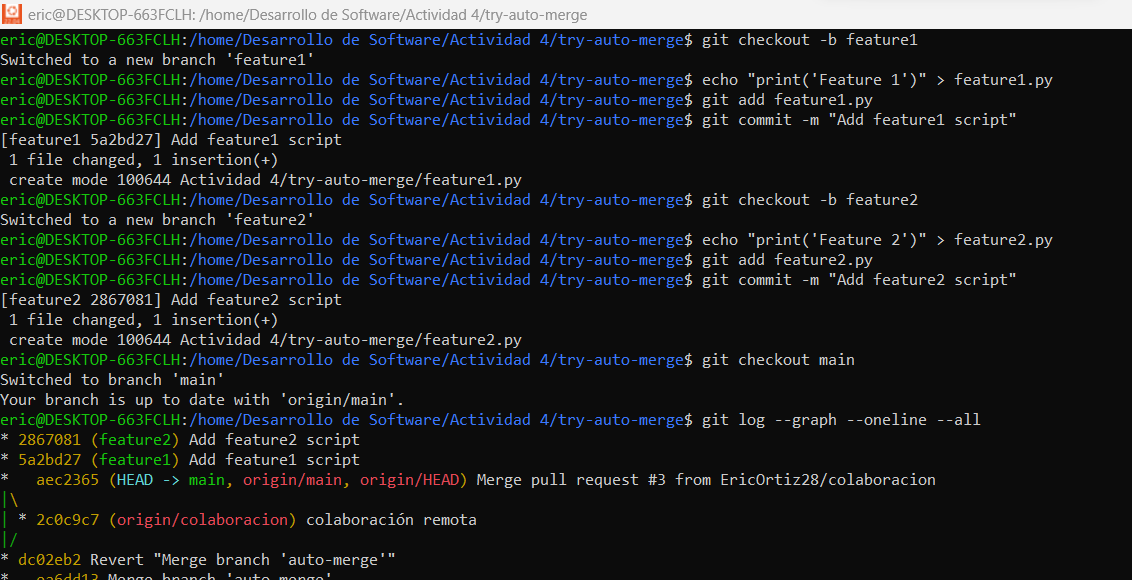 eric@DESKTOP-663FCLH: /home/Desarrollo de Software/Actividad 4/try-auto-merge
eric@DESKTOP-663FCLH:/home/Desarrollo de Software/Actividad 4/try-auto-merge$ git checkout -b feature1
Switched to a new branch 'feature1'
eric@DESKTOP-663FCLH:/home/Desarrollo de Software/Actividad 4/try-auto-merge$ echo "print('Feature 1')" > feature1.py
eric@DESKTOP-663FCLH:/home/Desarrollo de Software/Actividad 4/try-auto-merge$ git add feature1.py
eric@DESKTOP-663FCLH:/home/Desarrollo de Software/Actividad 4/try-auto-merge$ git commit -m "Add feature1 script"
[feature1 5a2bd27] Add feature1 script
 1 file changed, 1 insertion(+)
 create mode 100644 Actividad 4/try-auto-merge/feature1.py
eric@DESKTOP-663FCLH:/home/Desarrollo de Software/Actividad 4/try-auto-merge$ git checkout -b feature2
Switched to a new branch 'feature2'
eric@DESKTOP-663FCLH:/home/Desarrollo de Software/Actividad 4/try-auto-merge$ echo "print('Feature 2')" > feature2.py
eric@DESKTOP-663FCLH:/home/Desarrollo de Software/Actividad 4/try-auto-merge$ git add feature2.py
eric@DESKTOP-663FCLH:/home/Desarrollo de Software/Actividad 4/try-auto-merge$ git commit -m "Add feature2 script"
[feature2 2867081] Add feature2 script
 1 file changed, 1 insertion(+)
 create mode 100644 Actividad 4/try-auto-merge/feature2.py
eric@DESKTOP-663FCLH:/home/Desarrollo de Software/Actividad 4/try-auto-merge$ git checkout main
Switched to branch 'main'
Your branch is up to date with 'origin/main'.
eric@DESKTOP-663FCLH:/home/Desarrollo de Software/Actividad 4/try-auto-merge$ git log --graph --oneline --all
* 2867081 (feature2) Add feature2 script
* 5a2bd27 (feature1) Add feature1 script
*   aec2365 (HEAD -> main, origin/main, origin/HEAD) Merge pull request #3 from EricOrtiz28/colaboracion
|\
| * 2c0c9c7 (origin/colaboracion) colaboración remota
|/
* dc02eb2 Revert "Merge branch 'auto-merge'"
*   ea6dd13 Merge branch 'auto-merge'